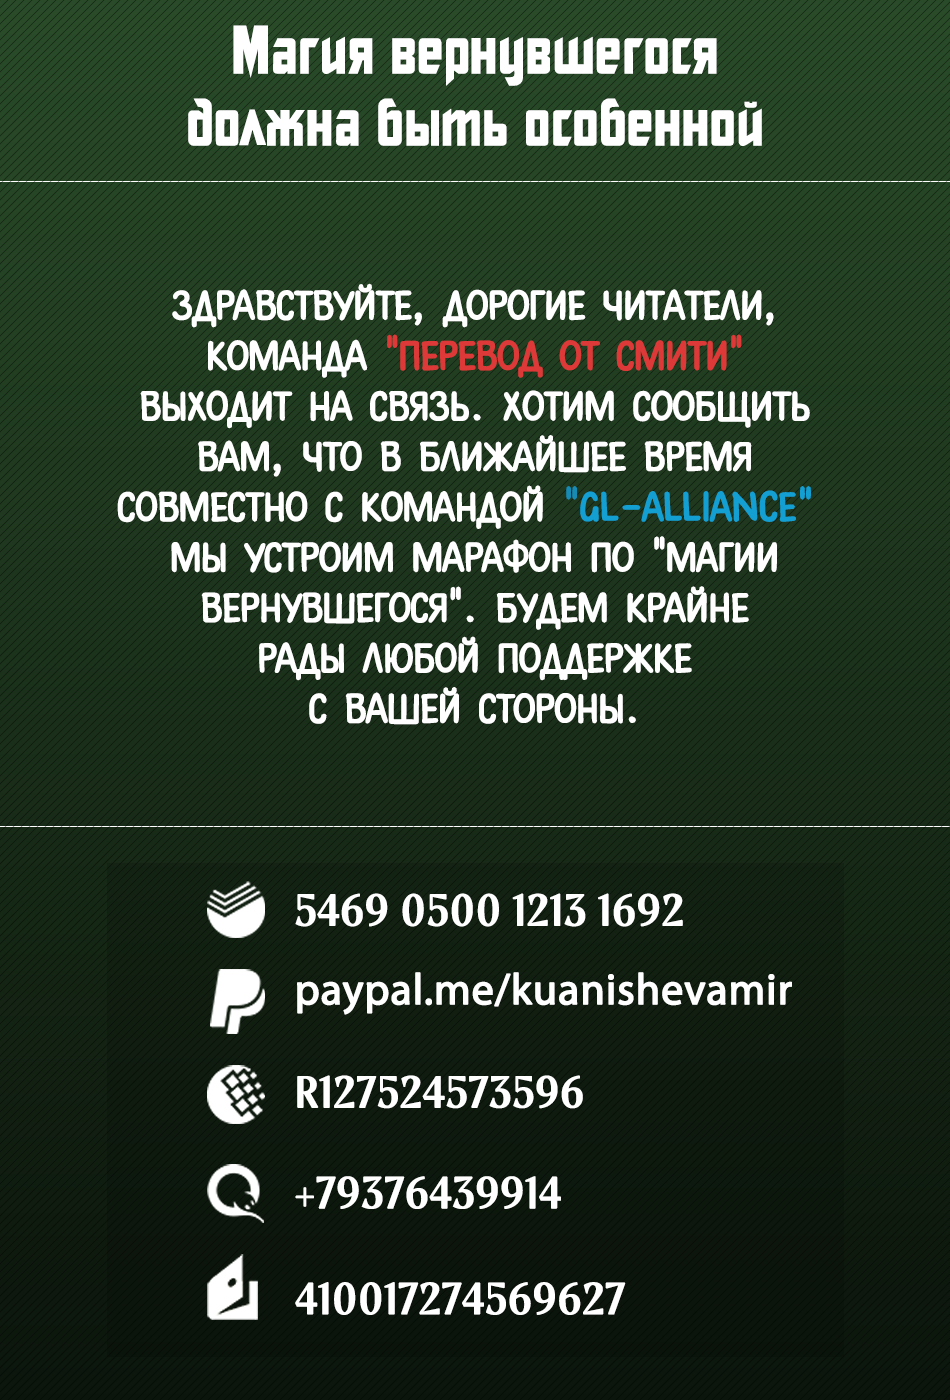 Магия вернувшегося
должна быть особенной
ЗДРАВСТВУЙТЕ, ДОРОГИЕ ЧИТАТЕЛИ,
КОМАНДА "ПЕРЕВОД ОТ СМИТИ"
ВЫХОДИТ НА СВЯЗЬ. ХОТИМ СООБЩИТЬ
ВАМ, ЧТО В БЛИЖАЙШЕЕ ВРЕМЯ
СОВМЕСТНО С КОМАНДОЙ "GL-ALLIANCE"
МЫ УСТРОИМ МАРАФОН ПО "МАГИИ
ВЕРНУВШЕГОСЯ". БУДЕМ КРАЙНЕ
РАДЫ ЛЮБОЙ ПОДДЕРЖКЕ
С ВАШЕЙ СТОРОНЫ.
5469 0500 1213 1692
paypal.me/kuanishevamir
R127524573596
+79376439914
410017274569627